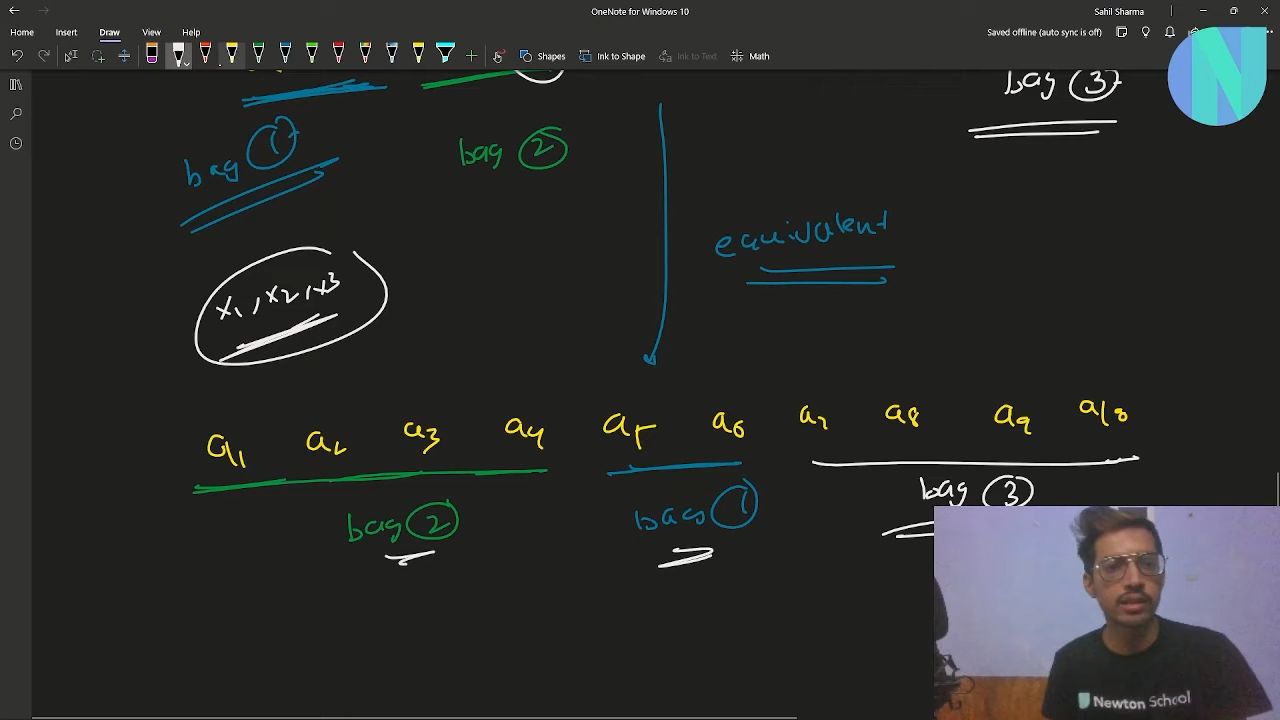 OneNote for Windows 10
Sahil Sharma
Home Insert Draw View Help
Saved offline (auto sync is off)
Shapes Ink to Shape Ink to Text Math
bag 3
bag 1
bag 2
equivalent
x1, x2, x3
a1 a2 a3 a4 a5 a6 a7 a8 a9 a10
bag 2 bag 1 bag 3
Newton School